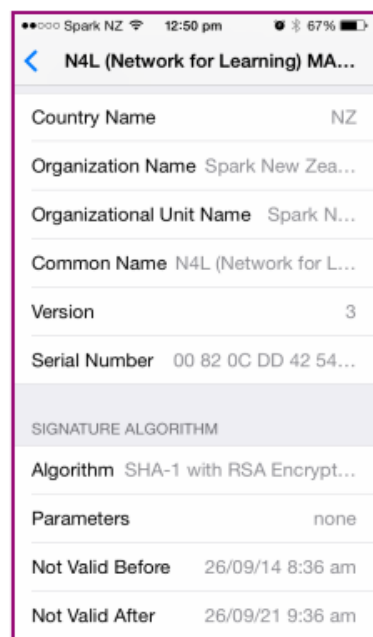 Spark NZ 12:50 pm 67%
N4L (Network for Learning) MA...
Country Name NZ
Organization Name Spark New Zea...
Organizational Unit Name Spark N...
Common Name N4L (Network for L...
Version 3
Serial Number 00 82 0C DD 42 54...
SIGNATURE ALGORITHM
Algorithm SHA-1 with RSA Encrypt...
Parameters none
Not Valid Before 26/09/14 8:36 am
Not Valid After 26/09/21 9:36 am